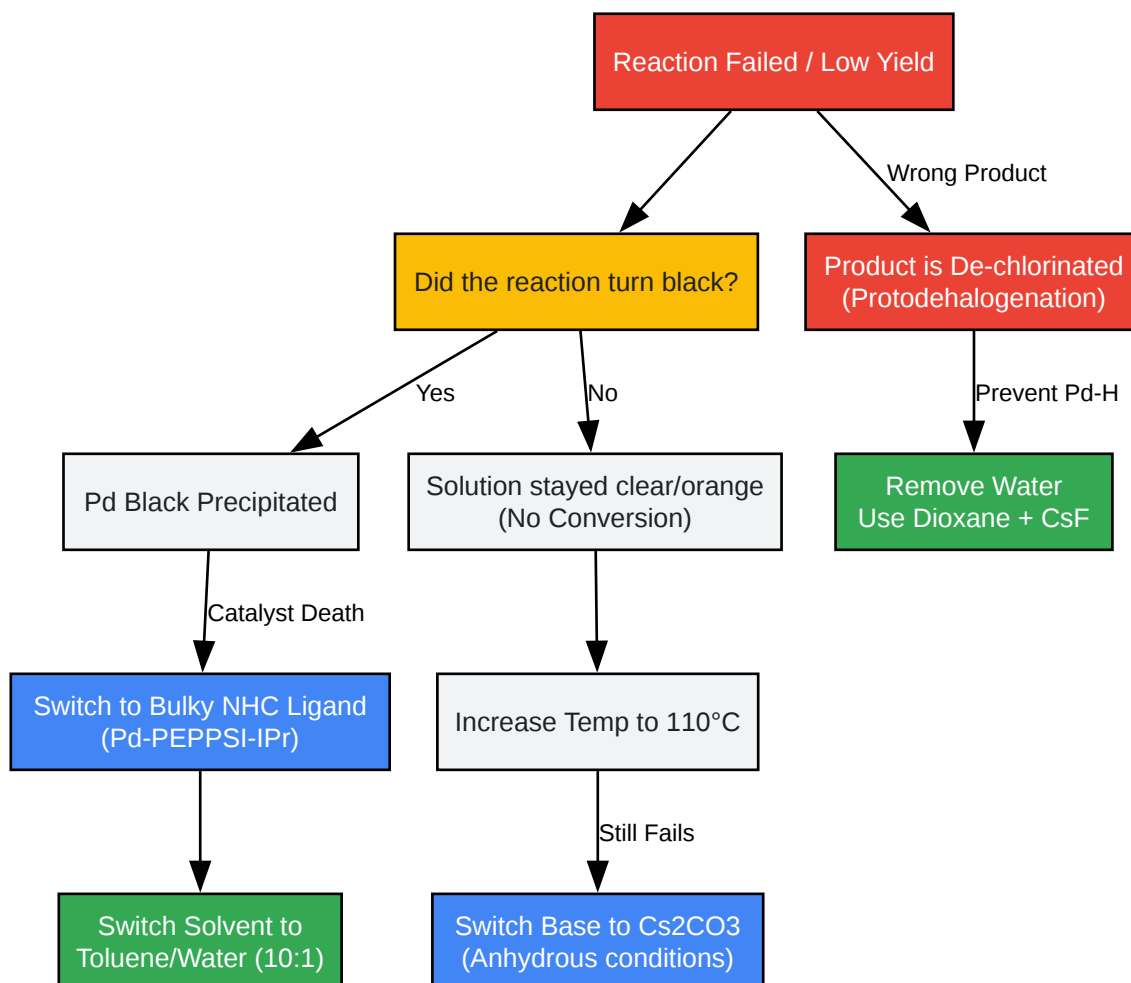 Reaction Failed / Low Yield
Wrong Product
Did the reaction turn black?
Product is De-chlorinated
(Protodehalogenation)
Yes
No
Prevent Pd-H
Pd Black Precipitated
Solution stayed clear/orange
(No Conversion)
Remove Water
Use Dioxane + CsF
Catalyst Death
Switch to Bulky NHC Ligand
(Pd-PEPPSI-IPr)
Increase Temp to 110°C
Still Fails
Switch Solvent to
Toluene/Water (10:1)
Switch Base to Cs2CO3
(Anhydrous conditions)